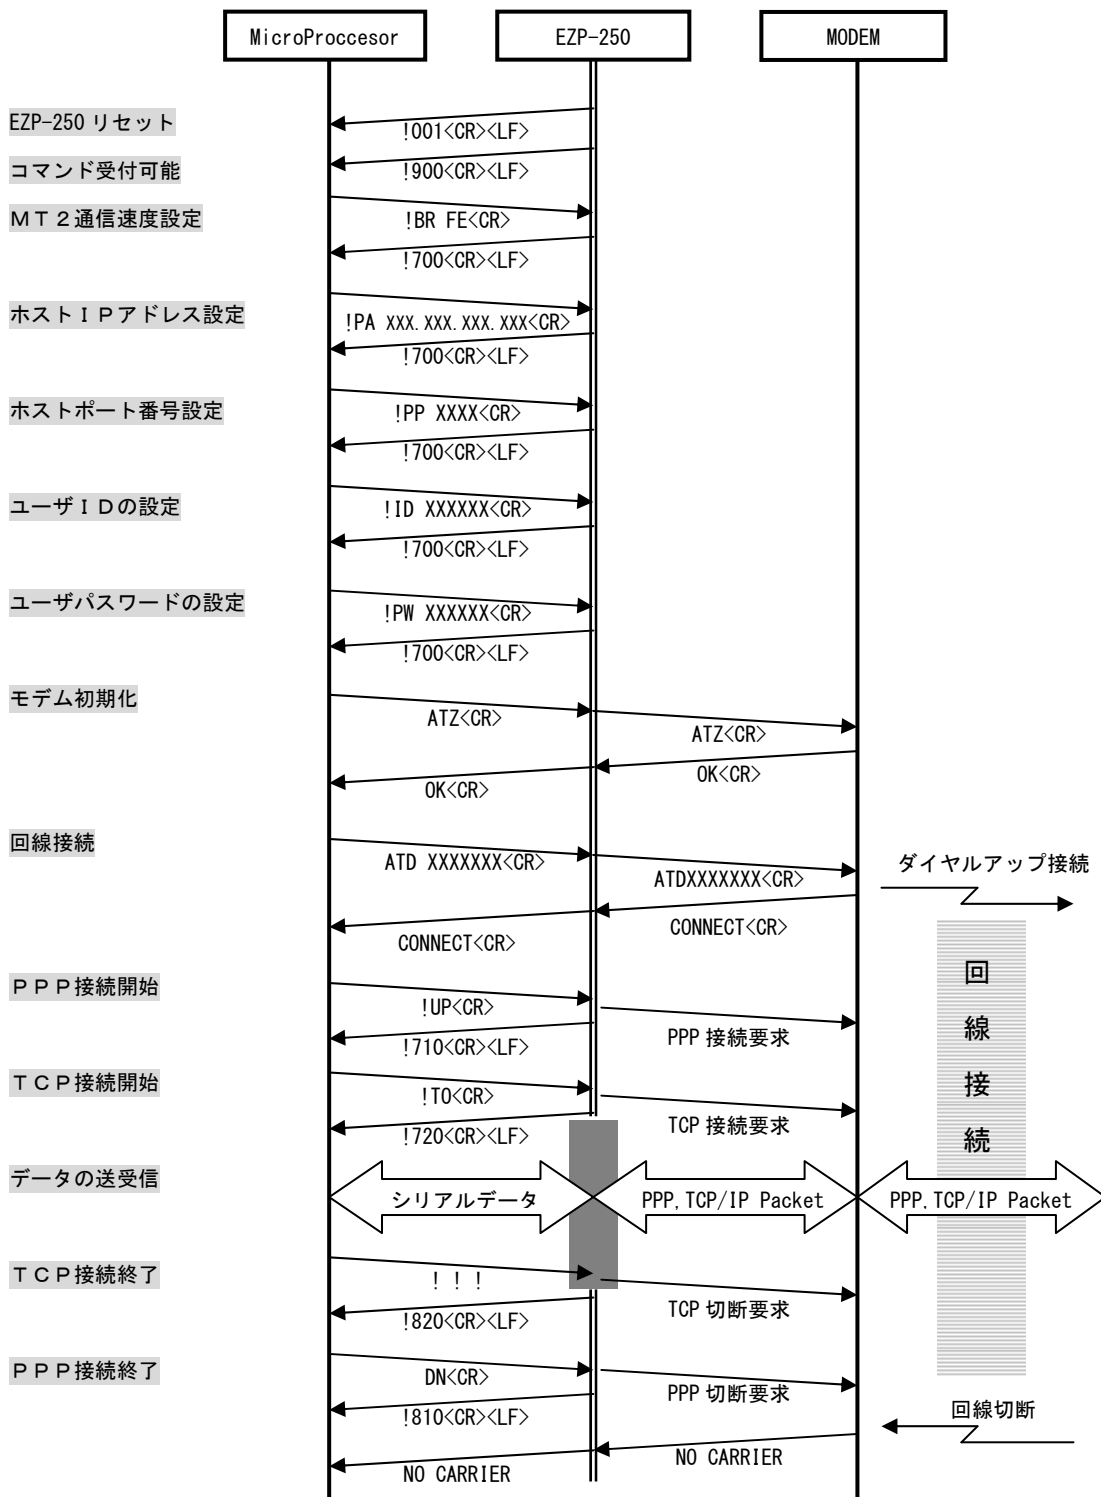 MicroProccesor
EZP-250
MODEM
EZP-250 リセット
!001<CR><LF>
コマンド受付可能
!900<CR><LF>
ＭＴ２通信速度設定
!BR FE<CR>
!700<CR><LF>
ホストＩＰアドレス設定
!PA XXX.XXX.XXX.XXX<CR>
!700<CR><LF>
ホストポート番号設定
!PP XXXX<CR>
!700<CR><LF>
ユーザＩＤの設定
!ID XXXXXX<CR>
!700<CR><LF>
ユーザパスワードの設定
!PW XXXXXX<CR>
!700<CR><LF>
モデム初期化
ATZ<CR>
ATZ<CR>
OK<CR>
OK<CR>
回線接続
ATD XXXXXXX<CR>
ATDXXXXXXX<CR>
ダイヤルアップ接続
CONNECT<CR>
CONNECT<CR>
回
線
接
続
ＰＰＰ接続開始
!UP<CR>
PPP 接続要求
!710<CR><LF>
ＴＣＰ接続開始
!TO<CR>
TCP 接続要求
!720<CR><LF>
データの送受信
シリアルデータ
PPP,TCP/IP Packet
PPP,TCP/IP Packet
ＴＣＰ接続終了
！！！
TCP 切断要求
!820<CR><LF>
ＰＰＰ接続終了
DN<CR>
PPP 切断要求
!810<CR><LF>
回線切断
NO CARRIER
NO CARRIER